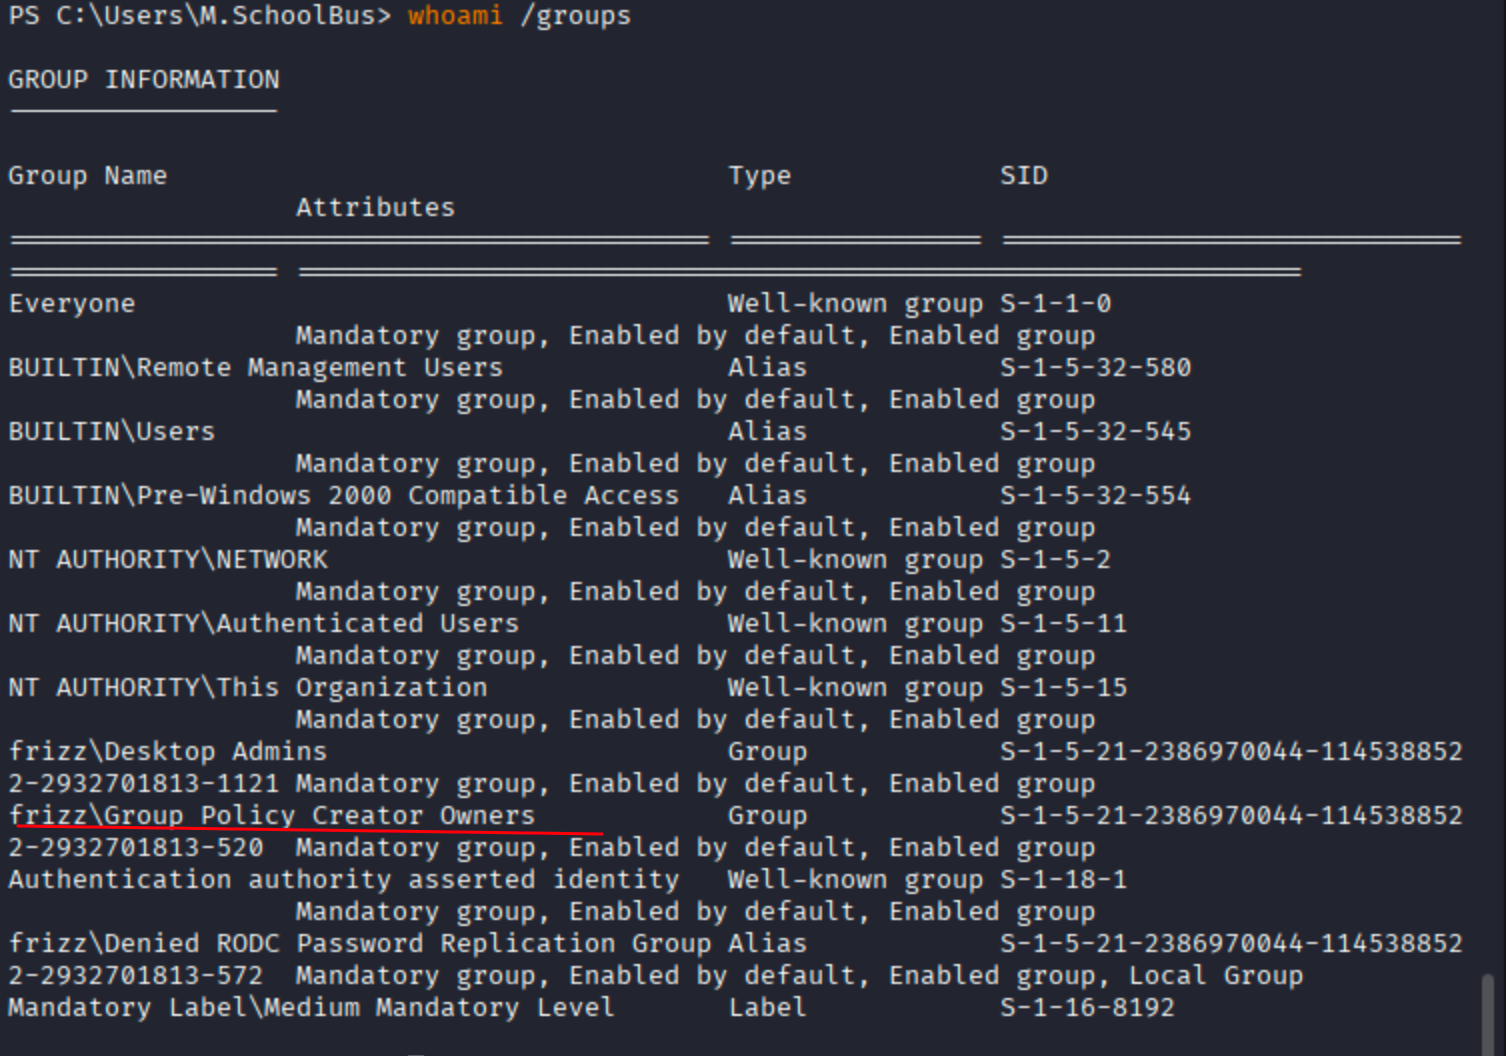 PS C:\Users\M.SchoolBus> whoami /groups
GROUP INFORMATION
Group Name Type SID
Attributes
Everyone Well-known group S-1-1-0
Mandatory group, Enabled by default, Enabled group
BUILTIN\Remote Management Users Alias S-1-5-32-580
Mandatory group, Enabled by default, Enabled group
BUILTIN\Users Alias S-1-5-32-545
Mandatory group, Enabled by default, Enabled group
BUILTIN\Pre-Windows 2000 Compatible Access Alias S-1-5-32-554
Mandatory group, Enabled by default, Enabled group
NT AUTHORITY\NETWORK Well-known group S-1-5-2
Mandatory group, Enabled by default, Enabled group
NT AUTHORITY\Authenticated Users Well-known group S-1-5-11
Mandatory group, Enabled by default, Enabled group
NT AUTHORITY\This Organization Well-known group S-1-5-15
Mandatory group, Enabled by default, Enabled group
frizz\Desktop Admins Group S-1-5-21-2386970044-114538852
2-2932701813-1121 Mandatory group, Enabled by default, Enabled group
frizz\Group Policy Creator Owners Group S-1-5-21-2386970044-114538852
2-2932701813-520 Mandatory group, Enabled by default, Enabled group
Authentication authority asserted identity Well-known group S-1-18-1
Mandatory group, Enabled by default, Enabled group
frizz\Denied RODC Password Replication Group Alias S-1-5-21-2386970044-114538852
2-2932701813-572 Mandatory group, Enabled by default, Enabled group, Local Group
Mandatory Label\Medium Mandatory Level Label S-1-16-8192